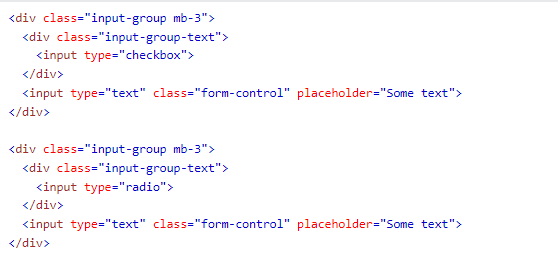 <div class="input-group mb-3">
  <div class="input-group-text">
    <input type="checkbox">
  </div>
  <input type="text" class="form-control" placeholder="Some text">
</div>

<div class="input-group mb-3">
  <div class="input-group-text">
    <input type="radio">
  </div>
  <input type="text" class="form-control" placeholder="Some text">
</div>